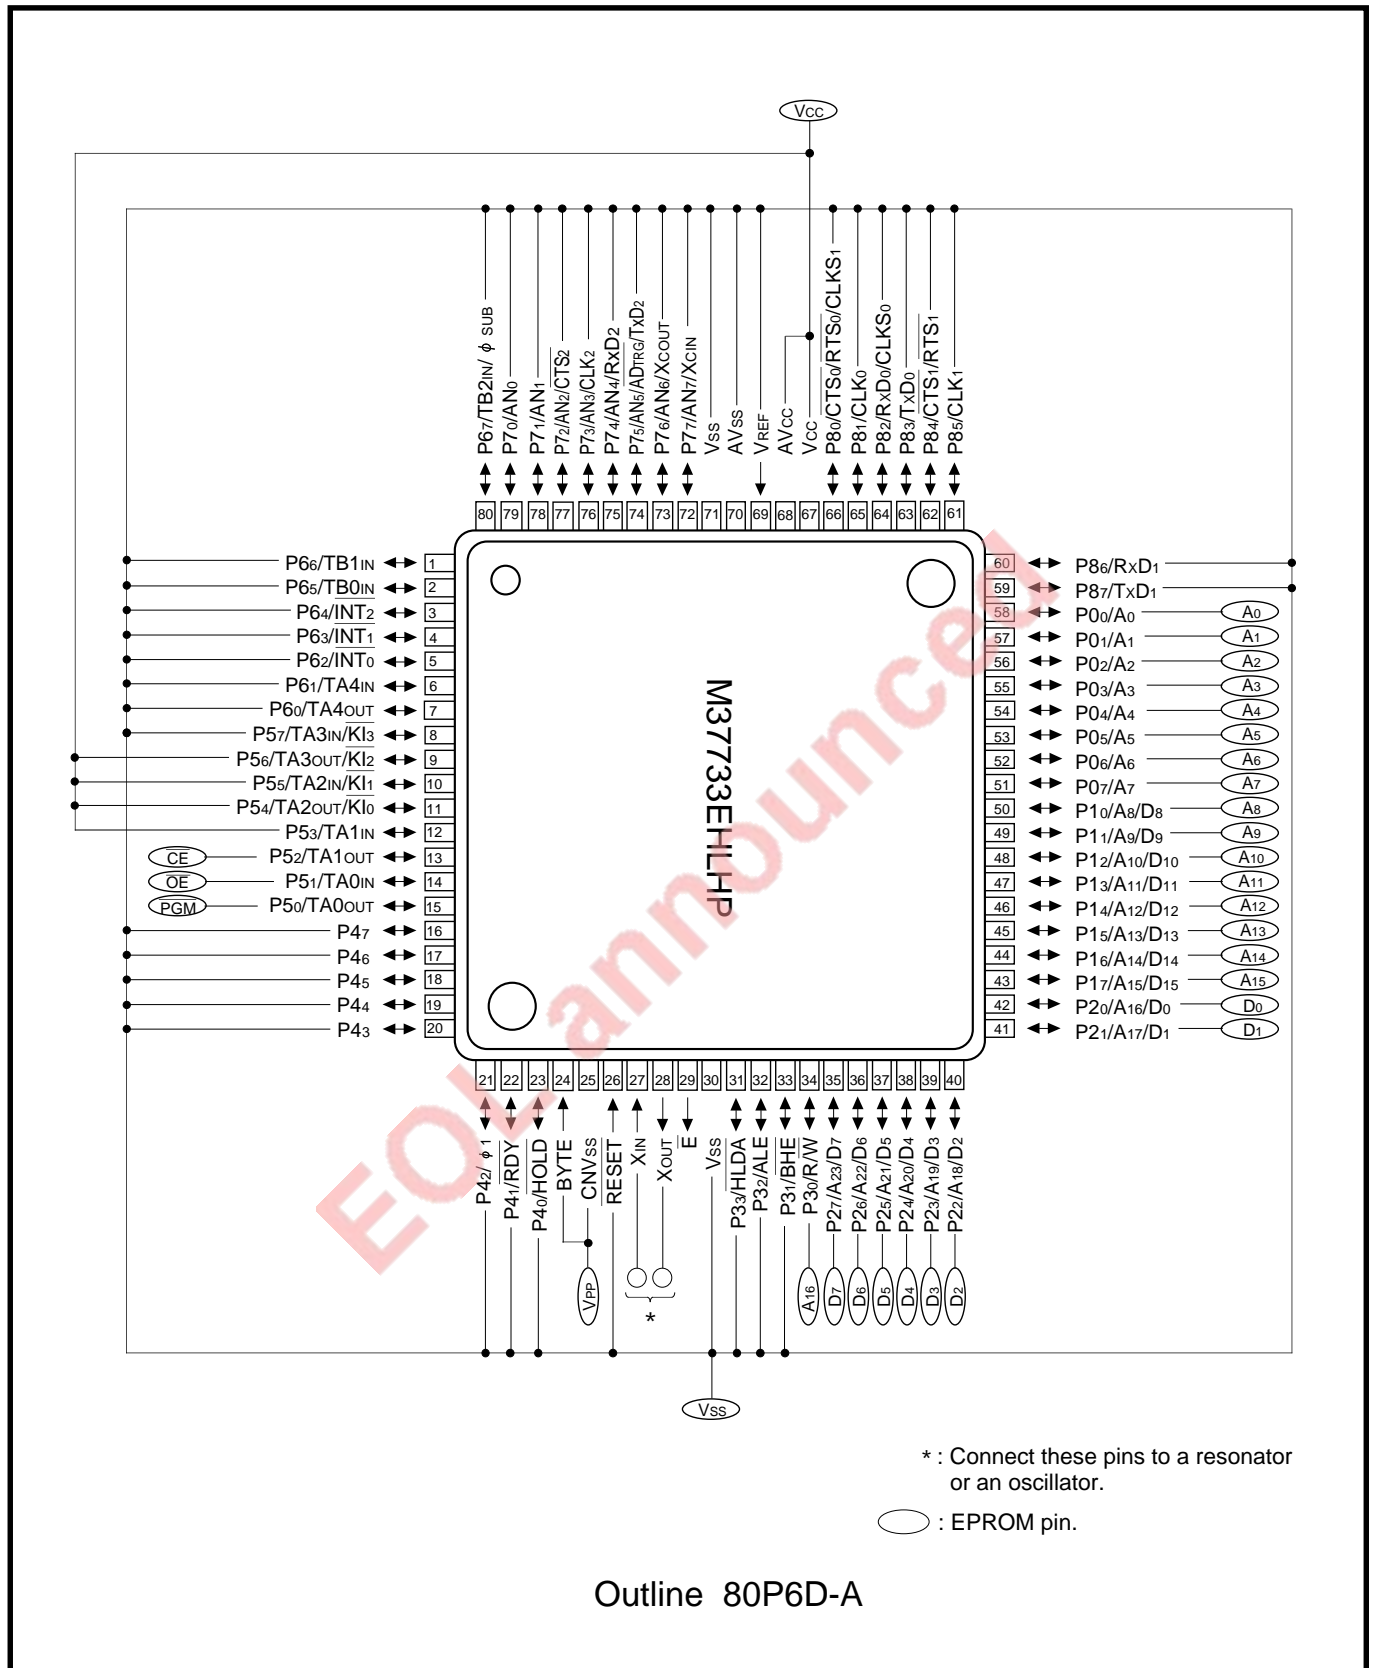 Vcc
P67/TB2IN/ ϕ SUB
P70/AN0
P71/AN1
P72/AN2/CTS2
P73/AN3/CLK2
P74/AN4/RxD2
P75/AN5/ADTRG/TxD2
P76/AN6/XCOUT
P77/AN7/XCIN
Vss
AVss
VREF
AVcc
Vcc
P80/CTS0/RTS0/CLKS1
P81/CLK0
P82/RxD0/CLKS0
P83/TxD0
P84/CTS1/RTS1
P85/CLK1
80 79 78 77 76 75 74 73 72 71 70 69 68 67 66 65 64 63 62 61
P66/TB1IN 1
P65/TB0IN 2
P64/INT2 3
P63/INT1 4
P62/INT0 5
P61/TA4IN 6
P60/TA4OUT 7
P57/TA3IN/KI3 8
P56/TA3OUT/KI2 9
P55/TA2IN/KI1 10
P54/TA2OUT/KI0 11
P53/TA1IN 12
CE P52/TA1OUT 13
OE P51/TA0IN 14
PGM P50/TA0OUT 15
P47 16
P46 17
P45 18
P44 19
P43 20
M37733EHLHP
EOL announced
60 P86/RxD1
59 P87/TxD1
58 P00/A0 A0
57 P01/A1 A1
56 P02/A2 A2
55 P03/A3 A3
54 P04/A4 A4
53 P05/A5 A5
52 P06/A6 A6
51 P07/A7 A7
50 P10/A8/D8 A8
49 P11/A9/D9 A9
48 P12/A10/D10 A10
47 P13/A11/D11 A11
46 P14/A12/D12 A12
45 P15/A13/D13 A13
44 P16/A14/D14 A14
43 P17/A15/D15 A15
42 P20/A16/D0 D0
41 P21/A17/D1 D1
21 22 23 24 25 26 27 28 29 30 31 32 33 34 35 36 37 38 39 40
P42/ ϕ 1
P41/RDY
P40/HOLD
BYTE
CNVss
RESET
XIN
XOUT
E
Vss
P33/HLDA
P32/ALE
P31/BHE
P30/R/W
P27/A23/D7
P26/A22/D6
P25/A21/D5
P24/A20/D4
P23/A19/D3
P22/A18/D2
VPP
*
A16
D7
D6
D5
D4
D3
D2
Vss
* : Connect these pins to a resonator
or an oscillator.
: EPROM pin.
Outline 80P6D-A